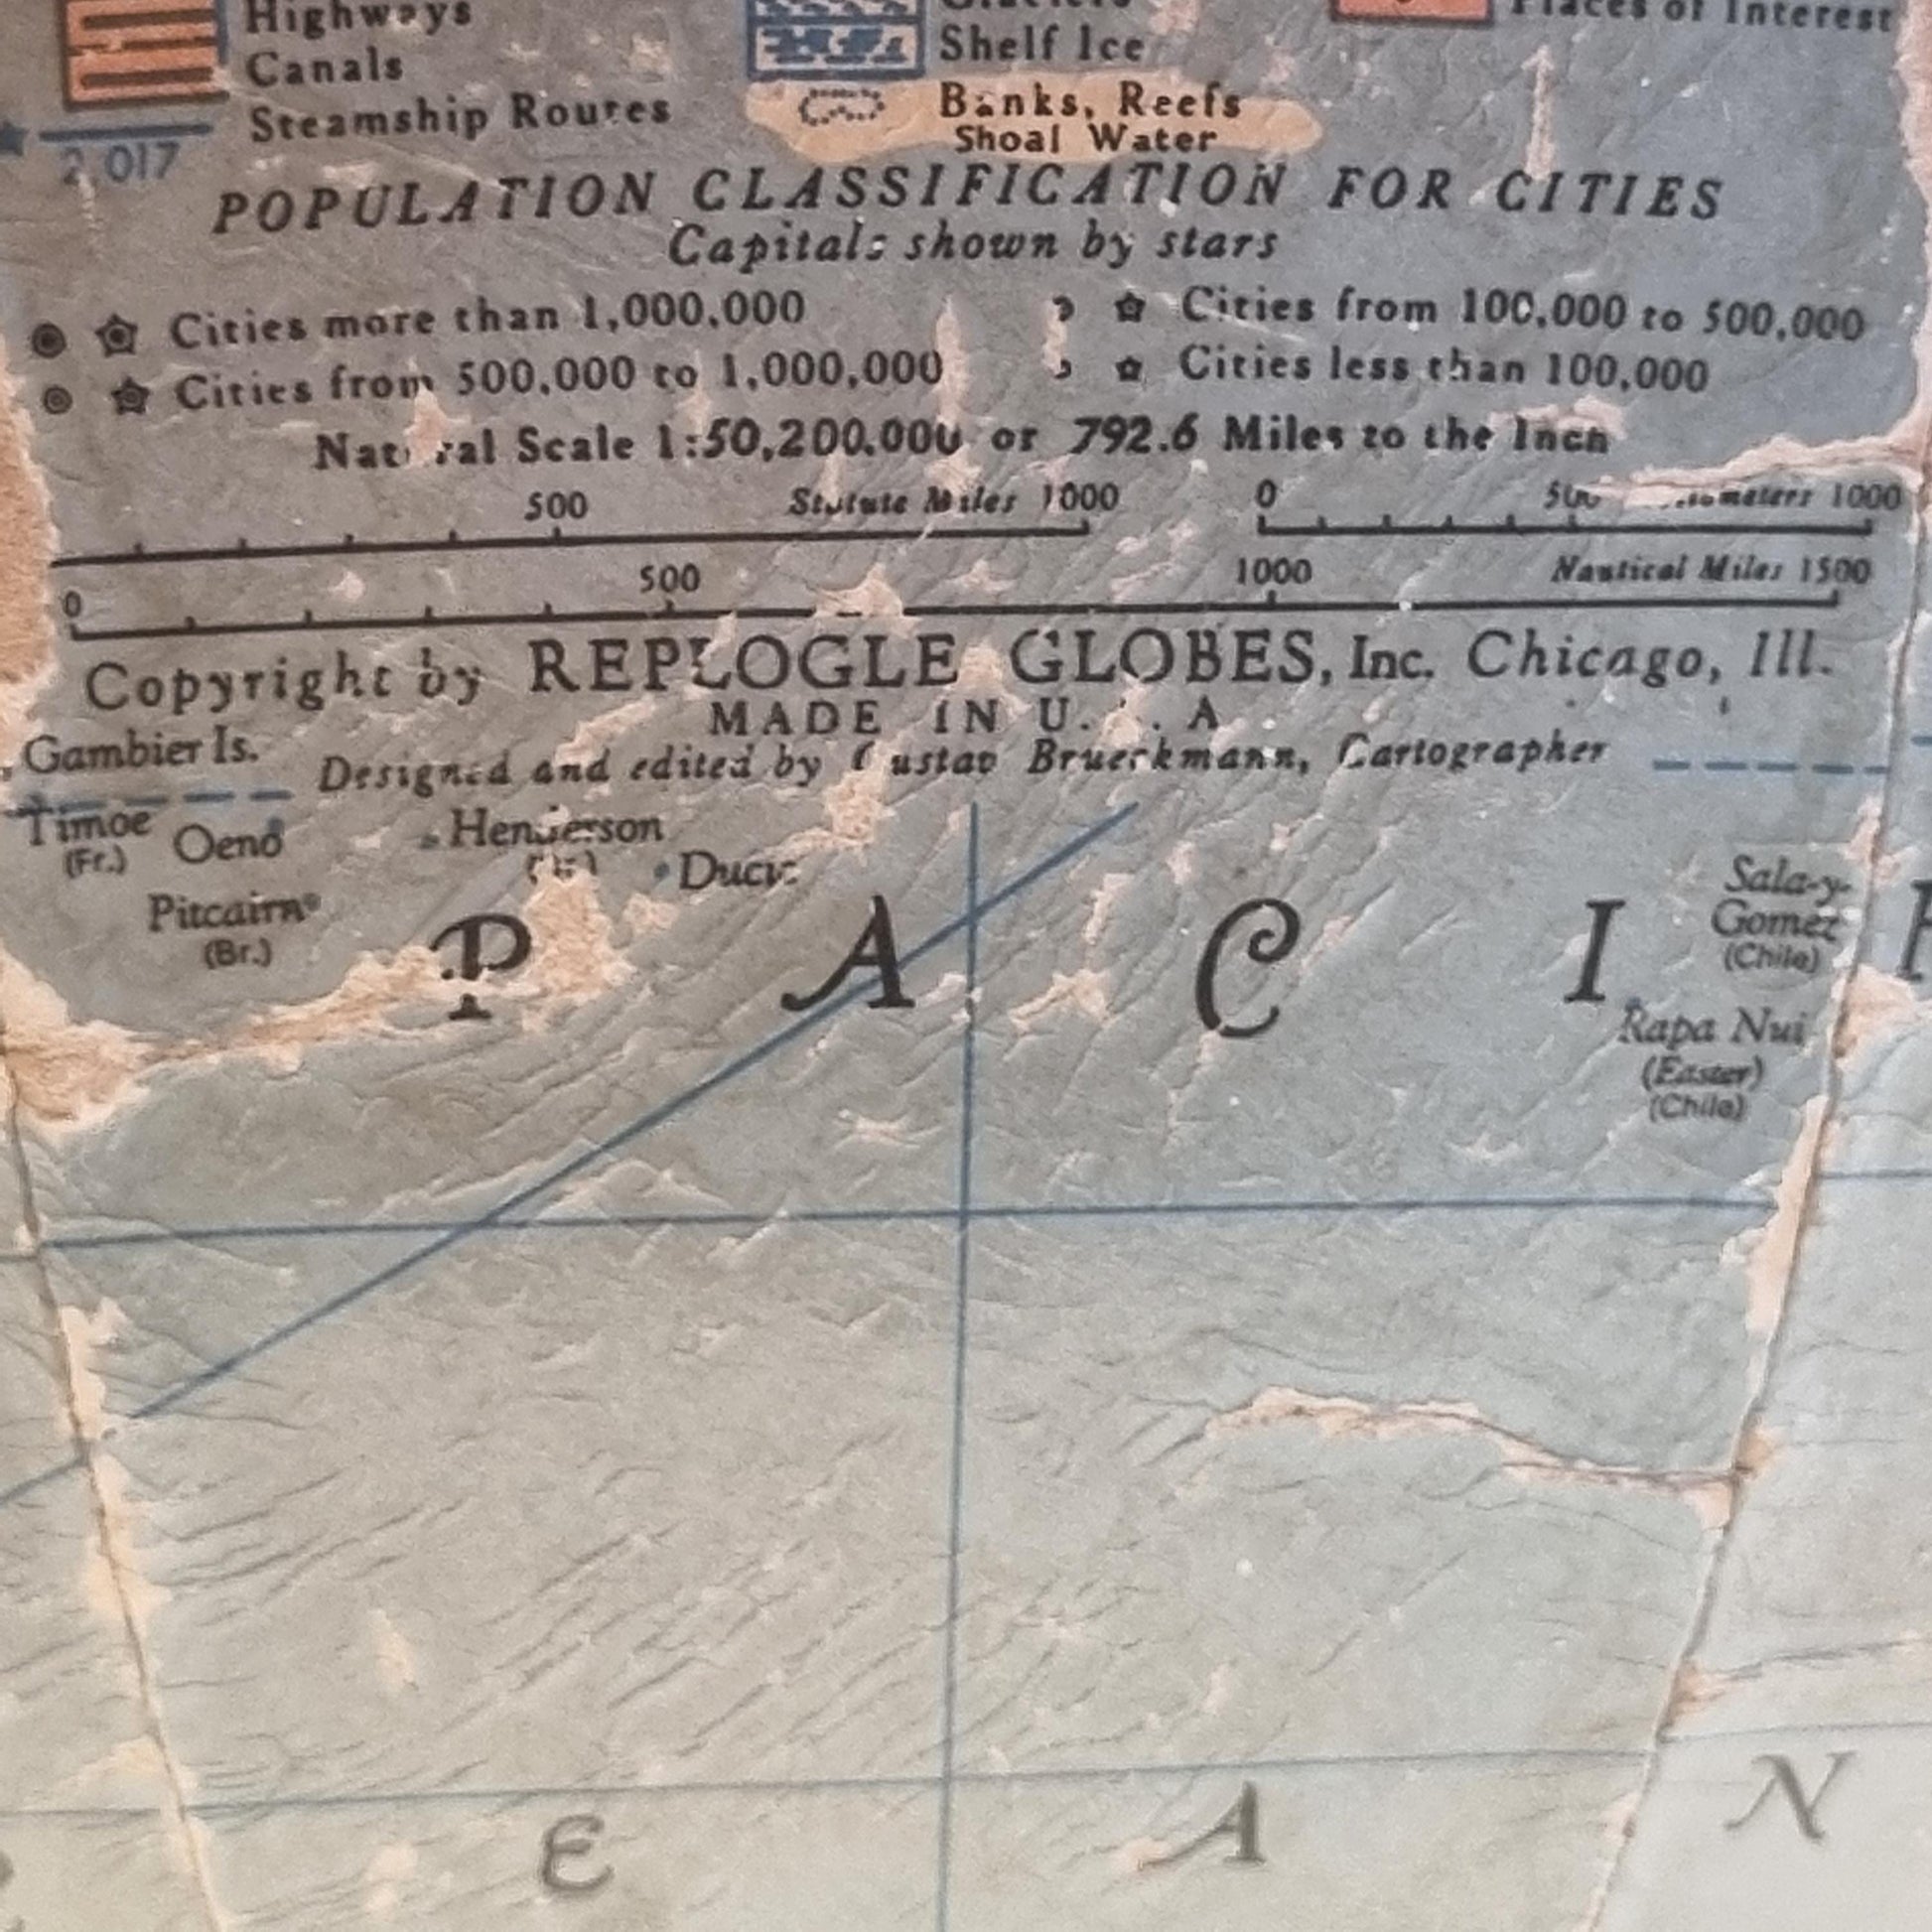 Highways
Canals
Steamship Routes
2,017
Shelf Ice
Banks, Reefs
Shoal Water
Places of Interest
POPULATION CLASSIFICATION FOR CITIES
Capitals shown by stars
Cities more than 1,000,000
Cities from 500,000 to 1,000,000
Cities from 100,000 to 500,000
Cities less than 100,000
Natural Scale 1:50,200,000 or 792.6 Miles to the Inch
500 Statute Miles 1000
0 500 1000
0 500 1000 Nautical Miles 1500
Copyright by REPLOGLE GLOBES, Inc. Chicago, Ill.
MADE IN U. . A
Designed and edited by Gustav Brueckmann, Cartographer
Gambier Is.
Timoe
(Fr.)
Oeno
Henderson
Ducie
Pitcairn
(Br.)
P A C I
Sala-y-
Gomez
(Chile)
Rapa Nui
(Easter)
(Chile)
E A N